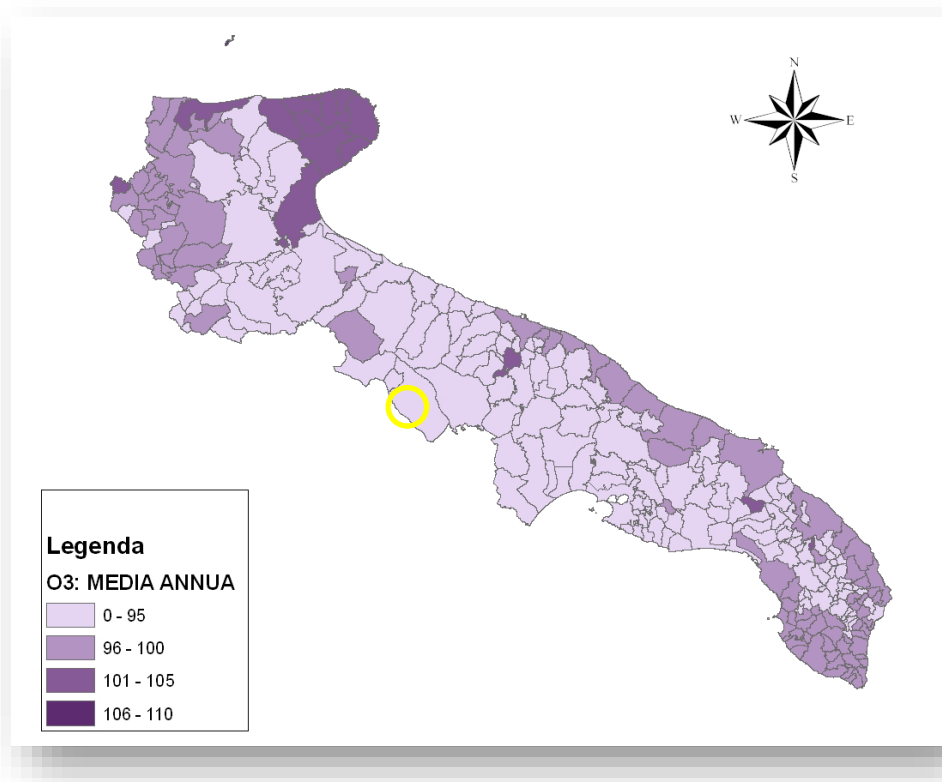 N
W E
S
Legenda
O3: MEDIA ANNUA
0 - 95
96 - 100
101 - 105
106 - 110